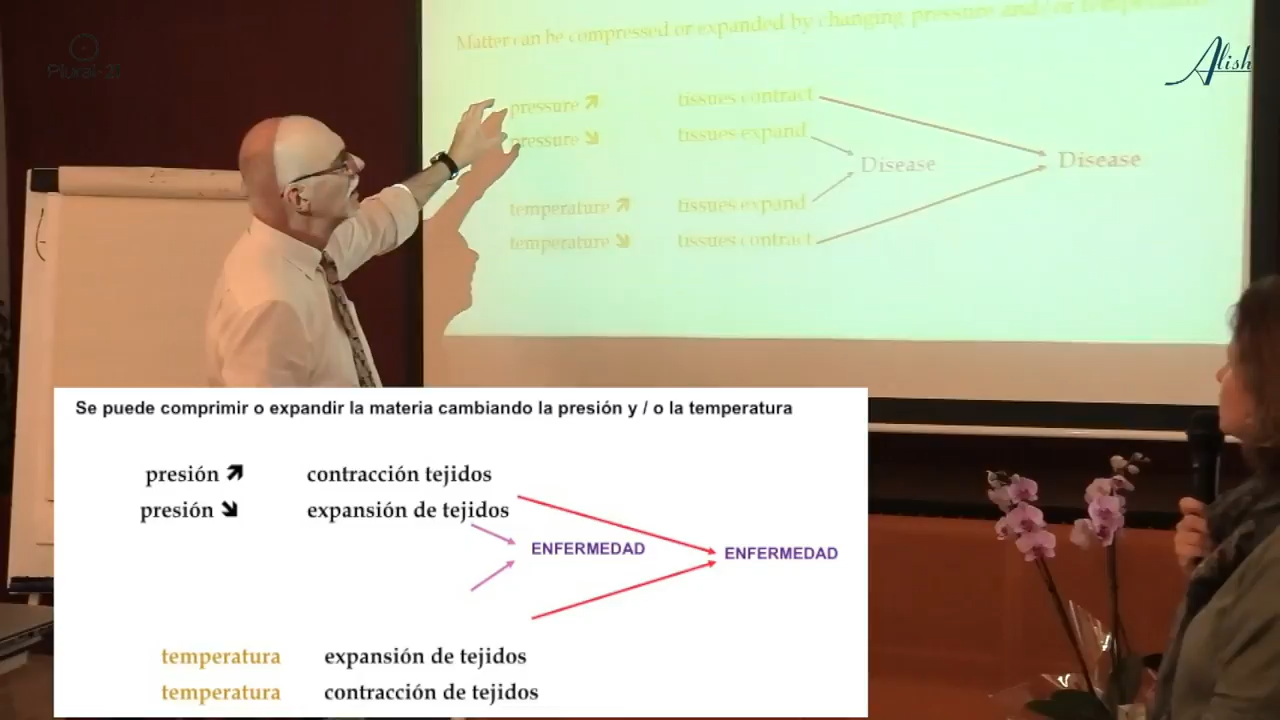 Plural-21
Alish
Matter can be compressed or expanded by changing pressure and / or temperature
pressure ↗ tissues contract
pressure ↘ tissues expand
Disease Disease
temperature ↗ tissues expand
temperature ↘ tissues contract
Se puede comprimir o expandir la materia cambiando la presión y / o la temperatura
presión ↗ contracción tejidos
presión ↘ expansión de tejidos
ENFERMEDAD ENFERMEDAD
temperatura expansión de tejidos
temperatura contracción de tejidos